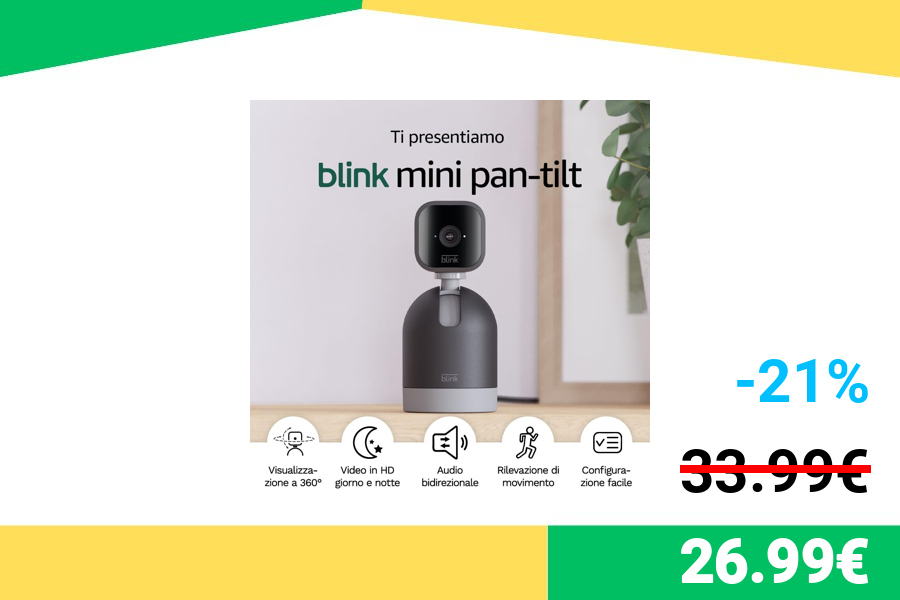 Ti presentiamo
blink mini pan-tilt
blink
blink
Visualizza-
zione a 360°
Video in HD
giorno e notte
Audio
bidirezionale
Rilevazione di
movimento
Configura-
zione facile
-21%
33.99€
26.99€